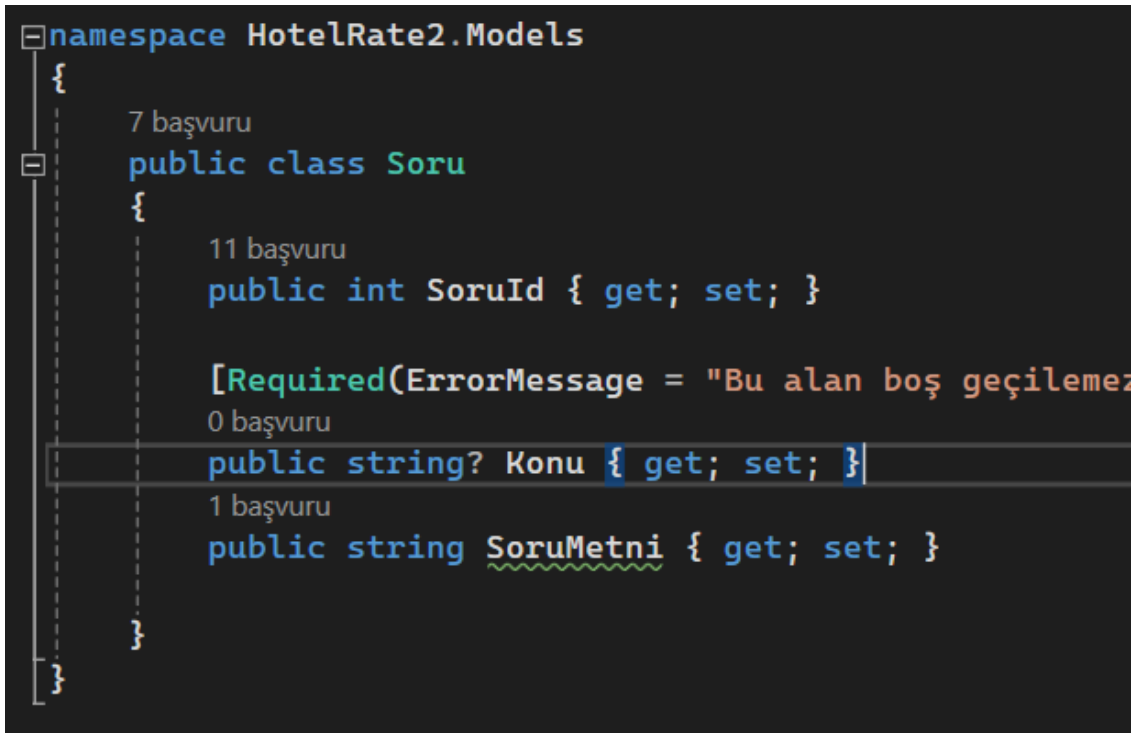 namespace HotelRate2.Models
{
7 başvuru
public class Soru
{
11 başvuru
public int SoruId { get; set; }
[Required(ErrorMessage = "Bu alan boş geçilemez
0 başvuru
public string? Konu { get; set; }
1 başvuru
public string SoruMetni { get; set; }
}
}